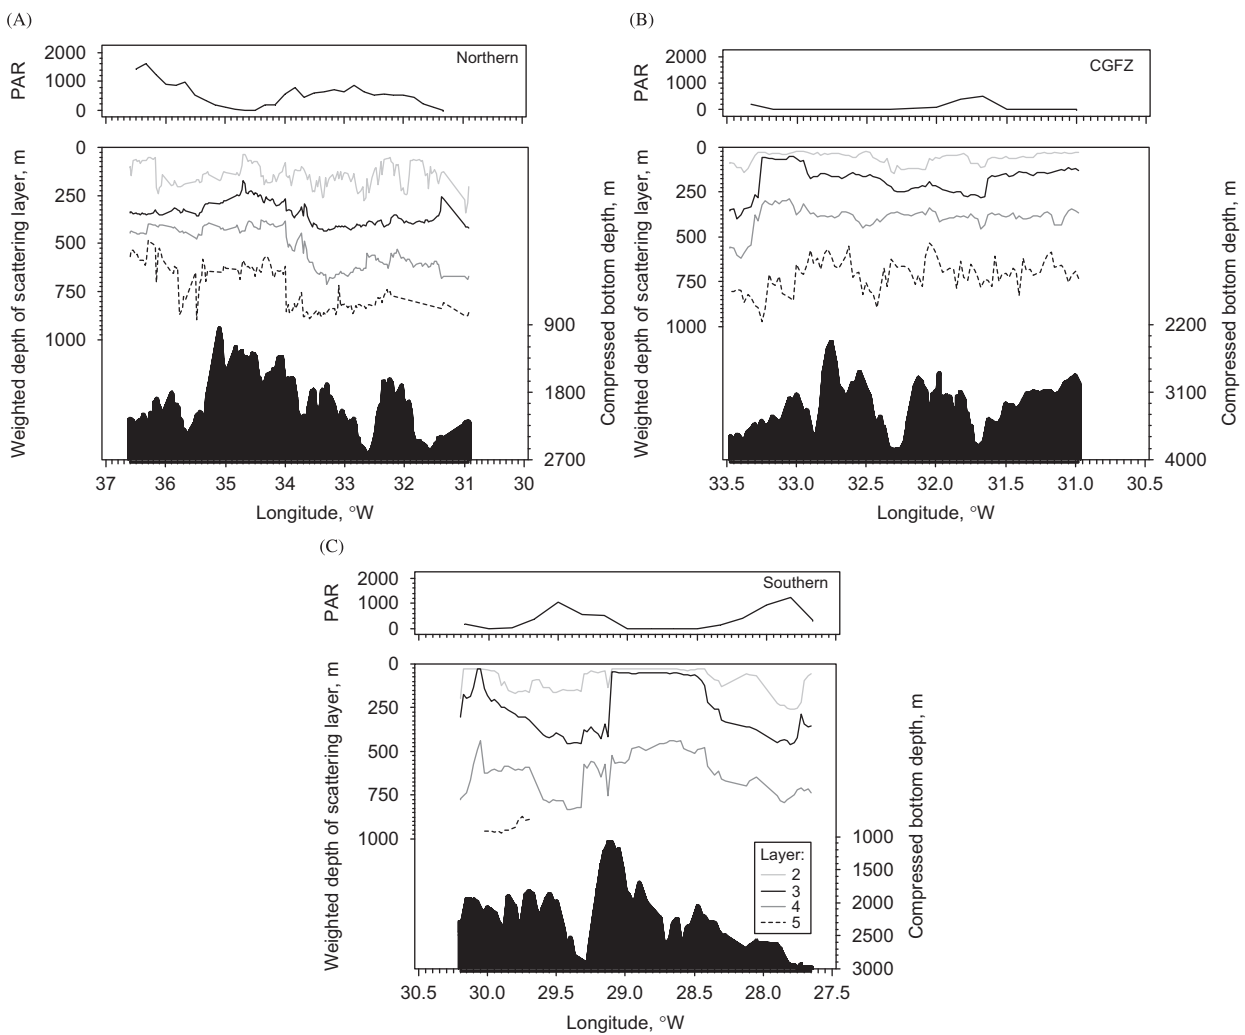 (A)
PAR
2000
1000
0
Northern
Weighted depth of scattering layer, m
0
250
500
750
1000
900
1800
2700
Compressed bottom depth, m
37 36 35 34 33 32 31 30
Longitude, °W
(B)
PAR
2000
1000
0
CGFZ
Weighted depth of scattering layer, m
0
250
500
750
1000
2200
3100
4000
Compressed bottom depth, m
33.5 33.0 32.5 32.0 31.5 31.0 30.5
Longitude, °W
(C)
PAR
2000
1000
0
Southern
Weighted depth of scattering layer, m
0
250
500
750
1000
1000
1500
2000
2500
3000
Compressed bottom depth, m
Layer:
2
3
4
5
30.5 30.0 29.5 29.0 28.5 28.0 27.5
Longitude, °W